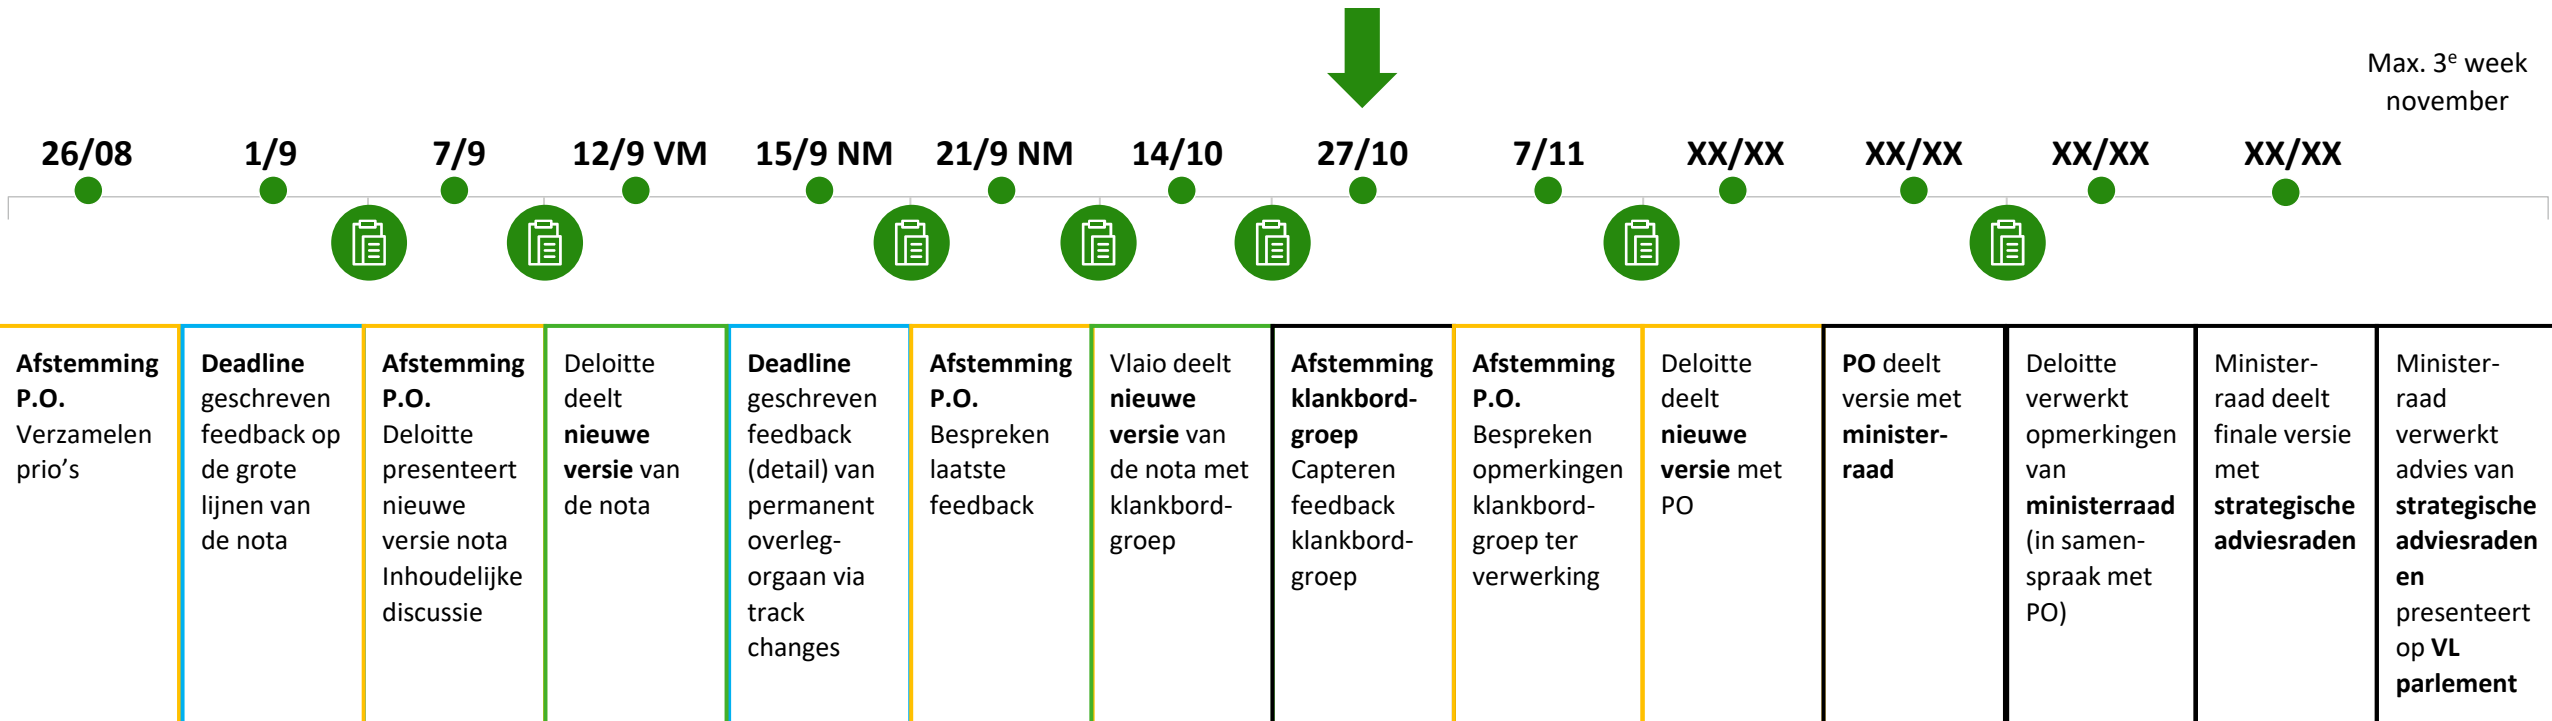 Max. 3e week
november
26/08
1/9
7/9
12/9 VM
15/9 NM
21/9 NM
14/10
27/10
7/11
XX/XX
XX/XX
XX/XX
XX/XX
Afstemming
P.O.
Verzamelen
prio’s
Deadline
geschreven
feedback op
de grote
lijnen van
de nota
Afstemming
P.O.
Deloitte
presenteert
nieuwe
versie nota
Inhoudelijke
discussie
Deloitte
deelt
nieuwe
versie van
de nota
Deadline
geschreven
feedback
(detail) van
permanent
overleg-
orgaan via
track
changes
Afstemming
P.O.
Bespreken
laatste
feedback
Vlaio deelt
nieuwe
versie van
de nota met
klankbord-
groep
Afstemming
klankbord-
groep
Capteren
feedback
klankbord-
groep
Afstemming
P.O.
Bespreken
opmerkingen
klankbord-
groep ter
verwerking
Deloitte
deelt
nieuwe
versie met
PO
PO deelt
versie met
minister-
raad
Deloitte
verwerkt
opmerkingen
van
ministerraad
(in samen-
spraak met
PO)
Minister-
raad deelt
finale versie
met
strategische
adviesraden
Minister-
raad
verwerkt
advies van
strategische
adviesraden
en
presenteert
op VL
parlement